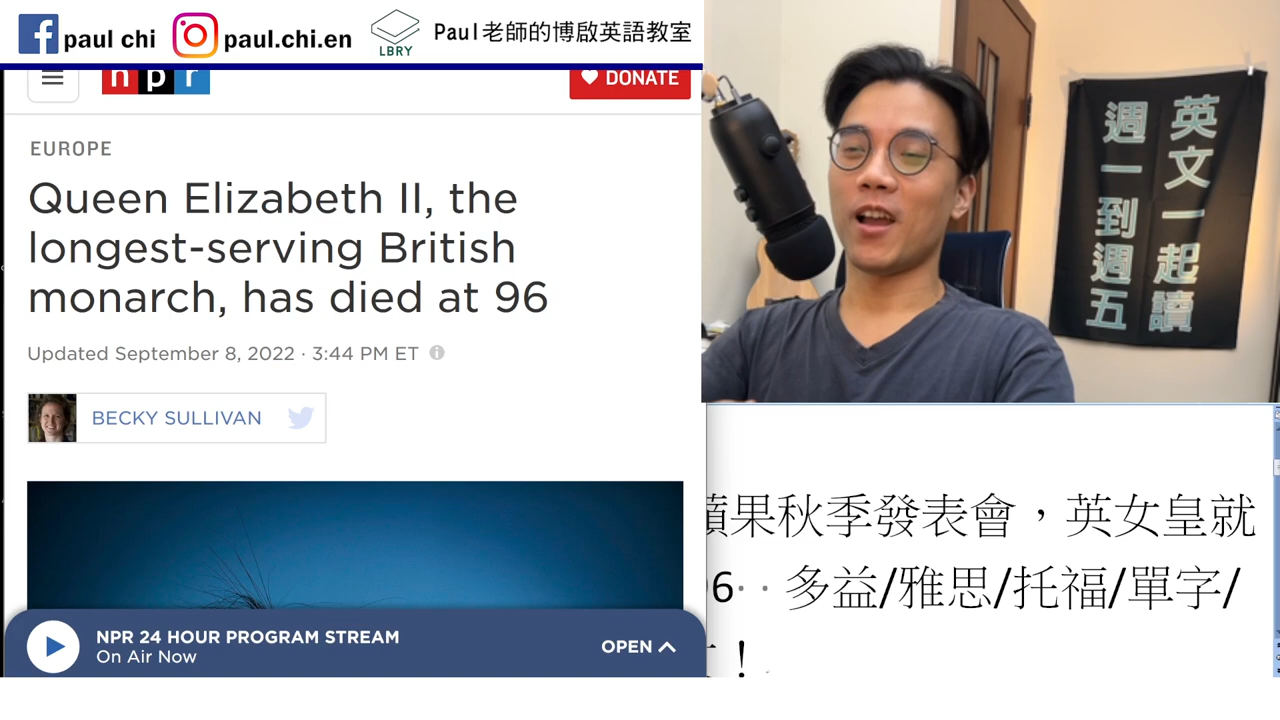 paul chi
paul.chi.en
LBRY
Paul老師的博啟英語教室
npr
DONATE
EUROPE
Queen Elizabeth II, the
longest-serving British
monarch, has died at 96
Updated September 8, 2022 · 3:44 PM ET
BECKY SULLIVAN
NPR 24 HOUR PROGRAM STREAM
On Air Now
OPEN
英文一起讀
週一到週五
蘋果秋季發表會，英女皇就
96··多益/雅思/托福/單字/
！